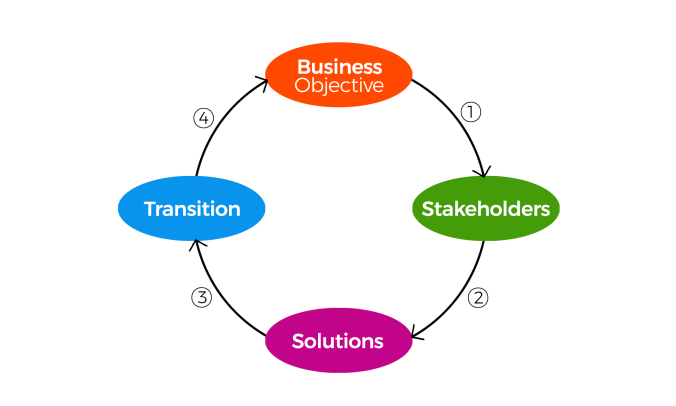 Business
Objective
①
④
Transition
Stakeholders
③
②
Solutions